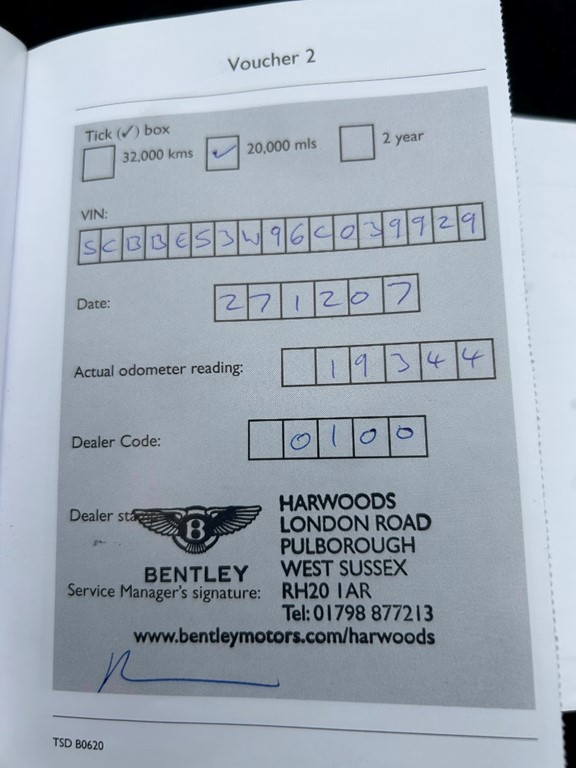 Voucher 2
Tick (✓) box
32,000 kms ✓ 20,000 mls 2 year
VIN:
SCBBES3W96C039929
Date: 271207
Actual odometer reading: 19344
Dealer Code: 0100
Dealer sta
B
BENTLEY
HARWOODS
LONDON ROAD
PULBOROUGH
WEST SUSSEX
RH20 1AR
Tel: 01798 877213
www.bentleymotors.com/harwoods
Service Manager's signature:
TSD B0620